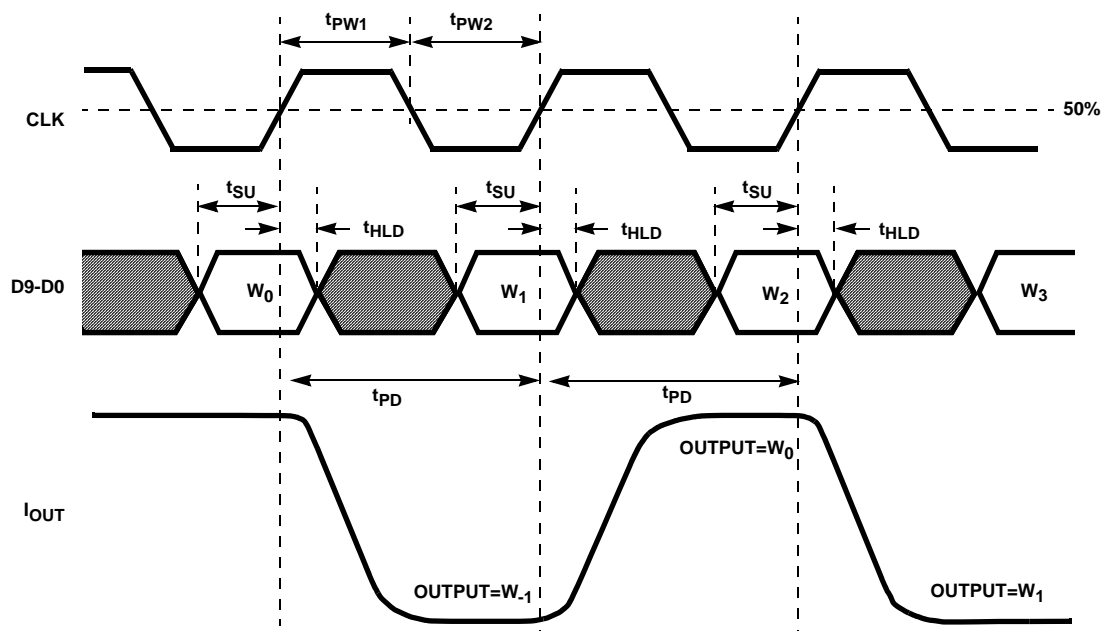 tPW1 tPW2
CLK
50%
tSU tSU tSU
tHLD tHLD tHLD
D9-D0
W0 W1 W2 W3
tPD tPD
OUTPUT=W0
IOUT
OUTPUT=W-1 OUTPUT=W1